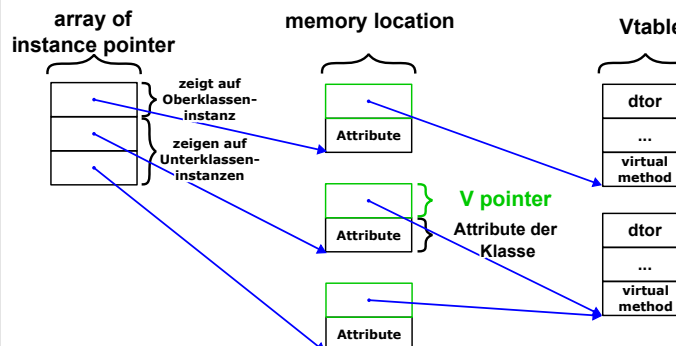 array of
instance pointer
memory location
Vtable
zeigt auf
Oberklassen-
instanz
zeigen auf
Unterklassen-
instanzen
Attribute
V pointer
Attribute
Attribute der
Klasse
Attribute
dtor
...
virtual
method
dtor
...
virtual
method